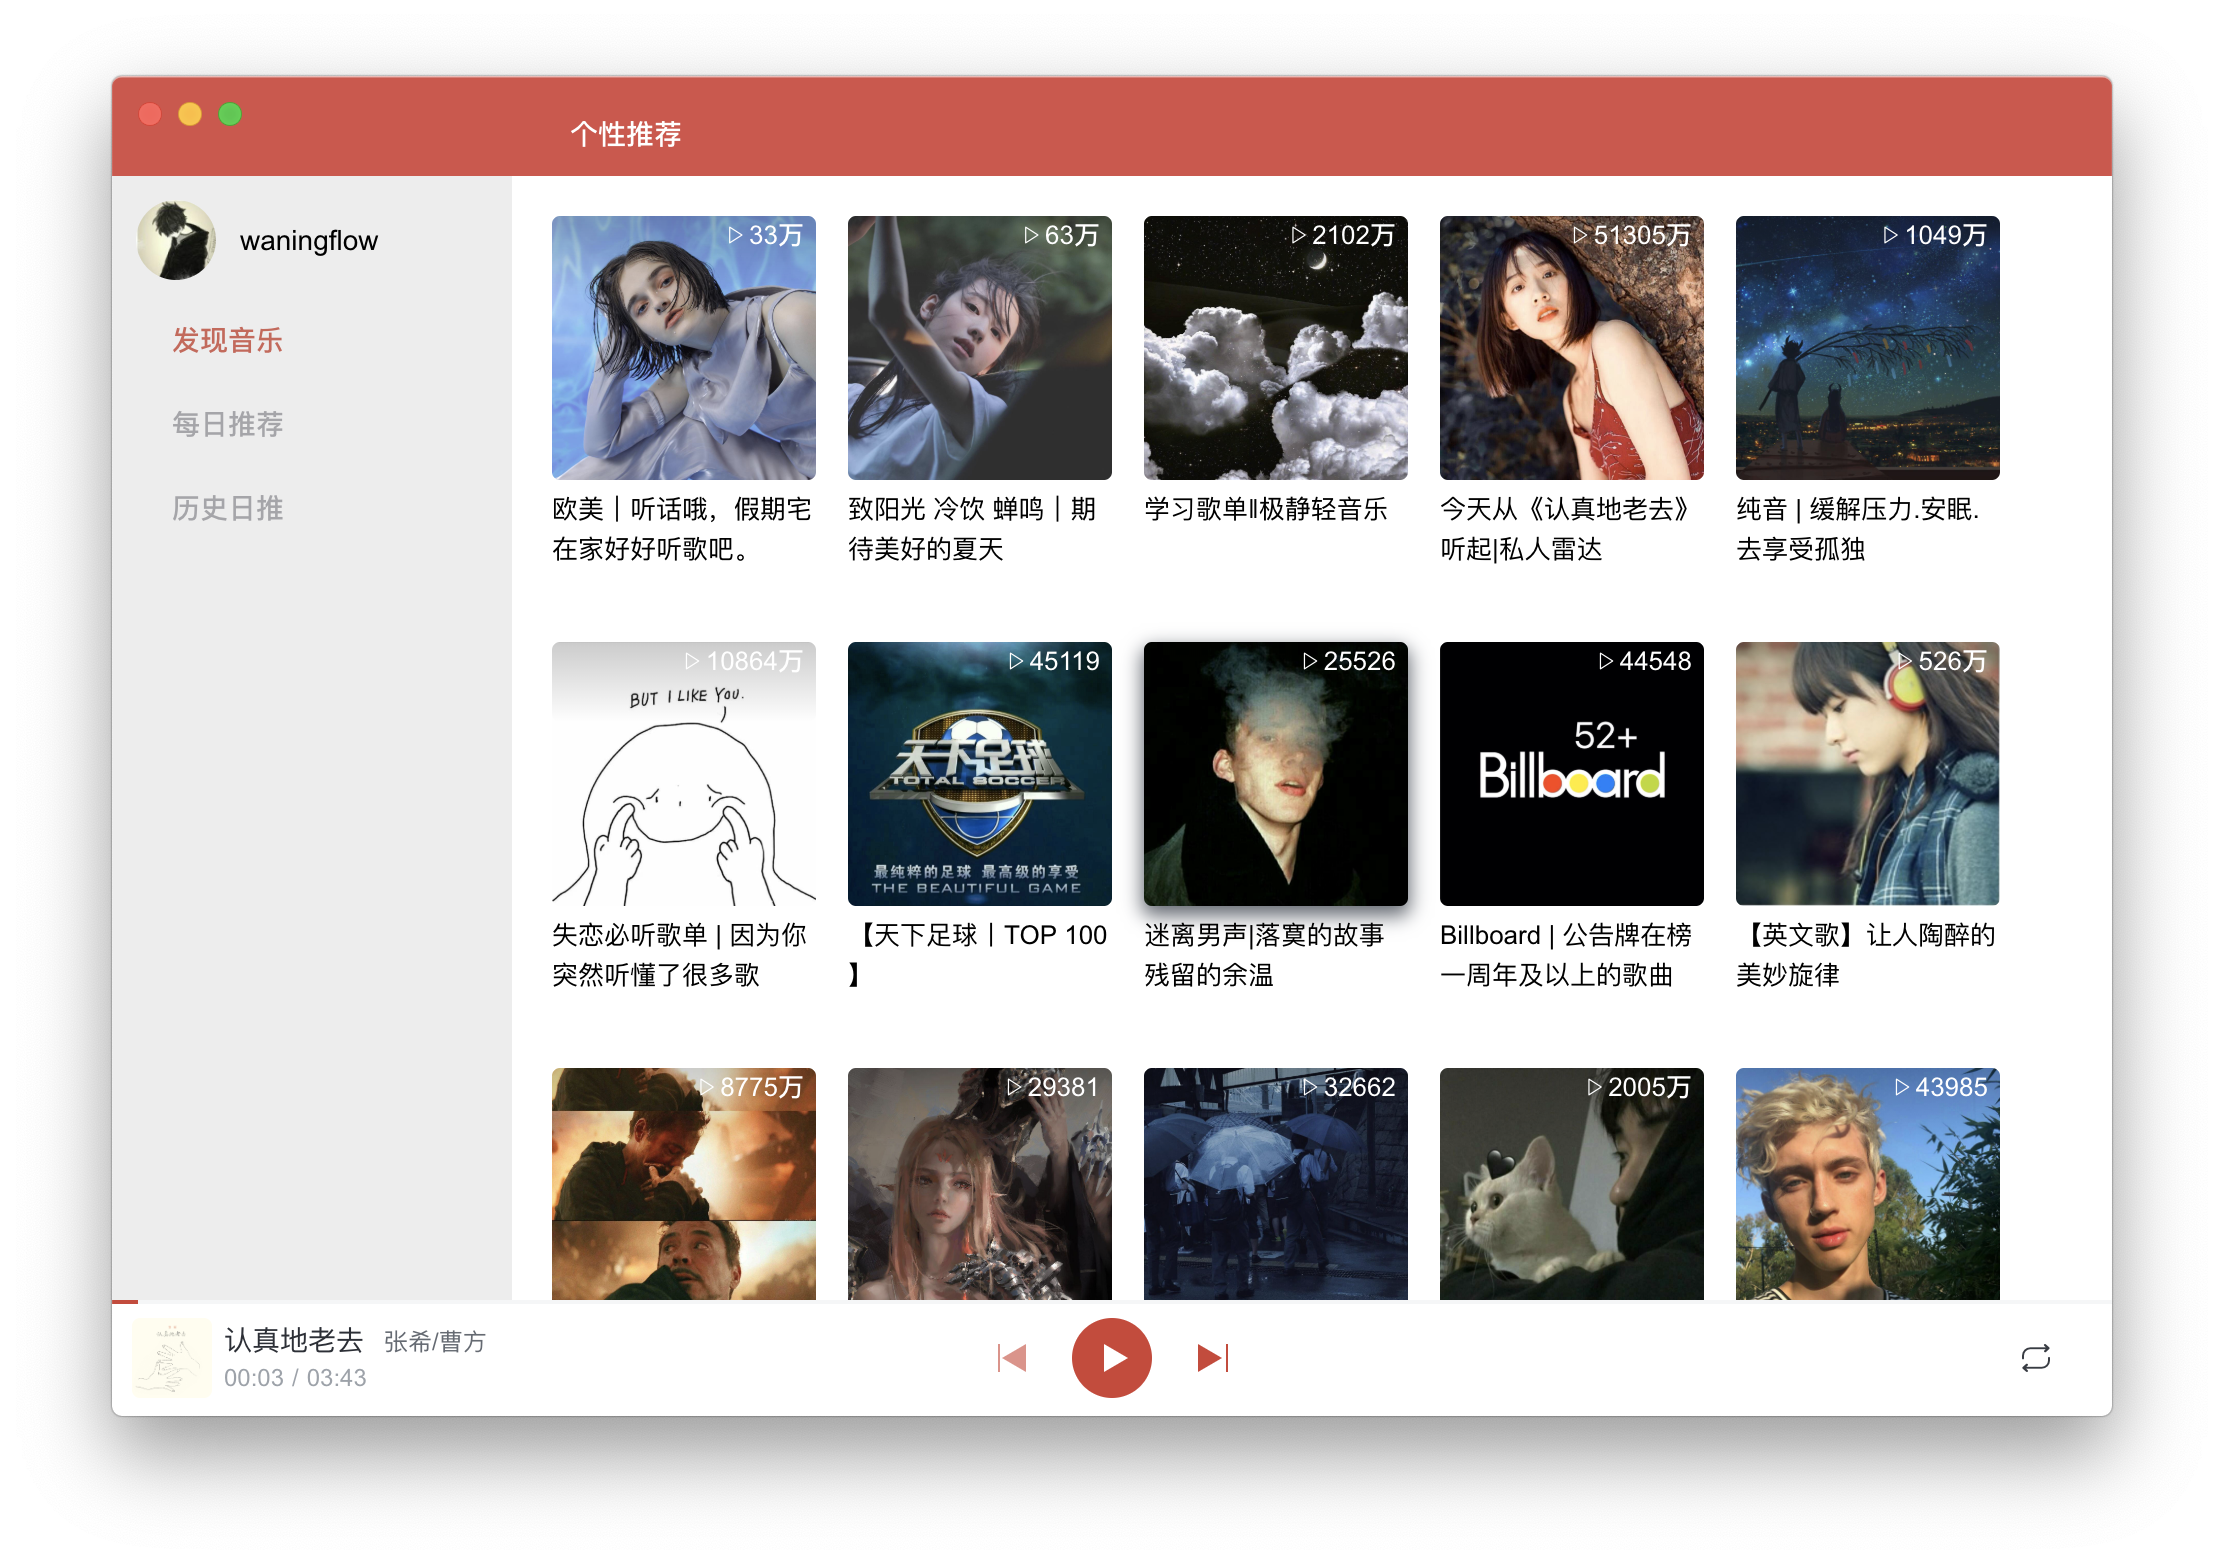 个性推荐
waningflow
发现音乐
每日推荐
历史日推
33万
63万
2102万
51305万
1049万
欧美｜听话哦，假期宅
在家好好听歌吧。
致阳光 冷饮 蝉鸣｜期
待美好的夏天
学习歌单‖极静轻音乐
今天从《认真地老去》
听起|私人雷达
纯音 | 缓解压力.安眠.
去享受孤独
10864万
BUT I LIKE YOU.
45119
天下足球
TOTAL SOCCER
最纯粹的足球 最高级的享受
THE BEAUTIFUL GAME
25526
44548
52+
Billboard
526万
失恋必听歌单 | 因为你
突然听懂了很多歌
【天下足球丨TOP 100
】
迷离男声|落寞的故事
残留的余温
Billboard | 公告牌在榜
一周年及以上的歌曲
【英文歌】让人陶醉的
美妙旋律
8775万
29381
32662
2005万
43985
认真地老去
认真地老去 张希/曹方
00:03 / 03:43